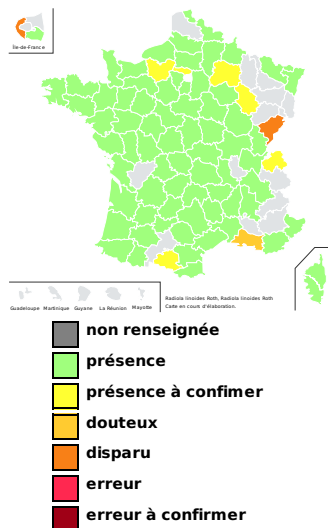 Île-de-France
Guadeloupe Martinique Guyane La Réunion Mayotte
Radiola linoides Roth, Radiola linoides Roth
Carte en cours d'élaboration.
non renseignée
présence
présence à confimer
douteux
disparu
erreur
erreur à confirmer